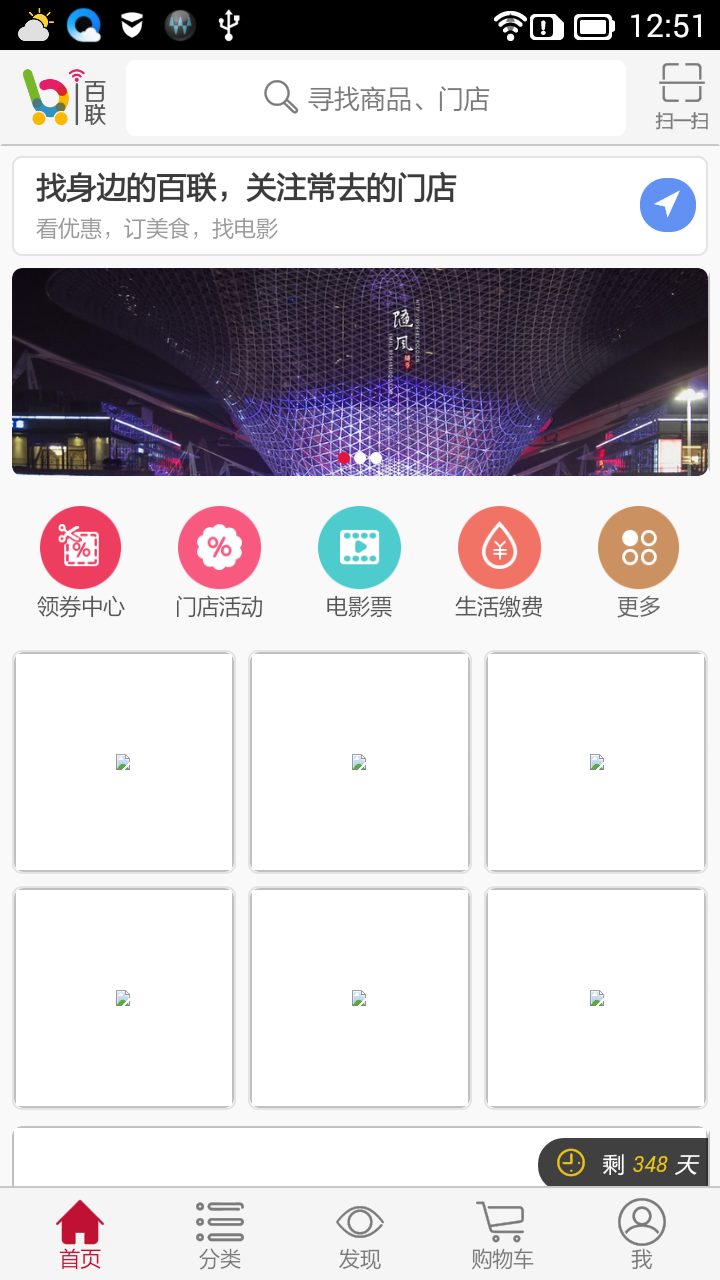 12:51
百联
寻找商品、门店
扫一扫
找身边的百联，关注常去的门店
看优惠，订美食，找电影
随风
领券中心
门店活动
电影票
生活缴费
更多
剩 348 天
首页
分类
发现
购物车
我